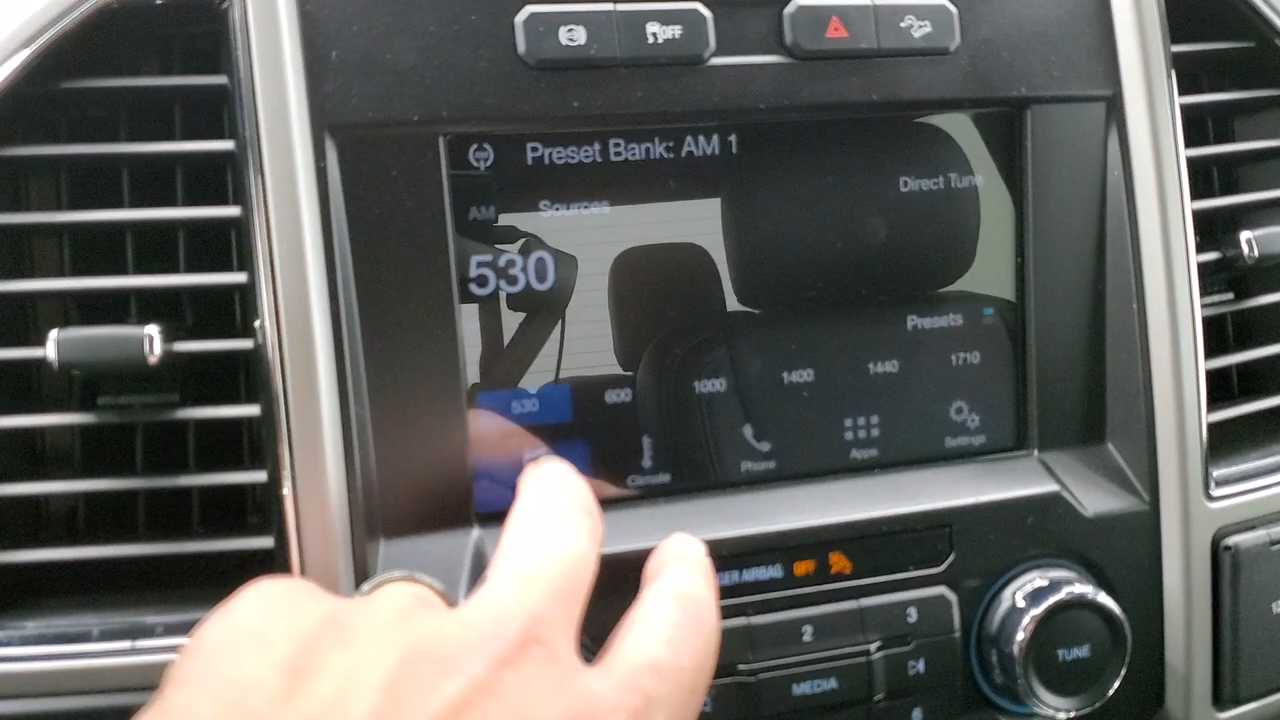 OFF
Preset Bank: AM 1
Direct Tune
AM
Sources
530
Presets
530
600
1000
1400
1440
1710
Climate
Phone
Apps
Settings
AIRBAG OFF
2
3
MEDIA
6
TUNE